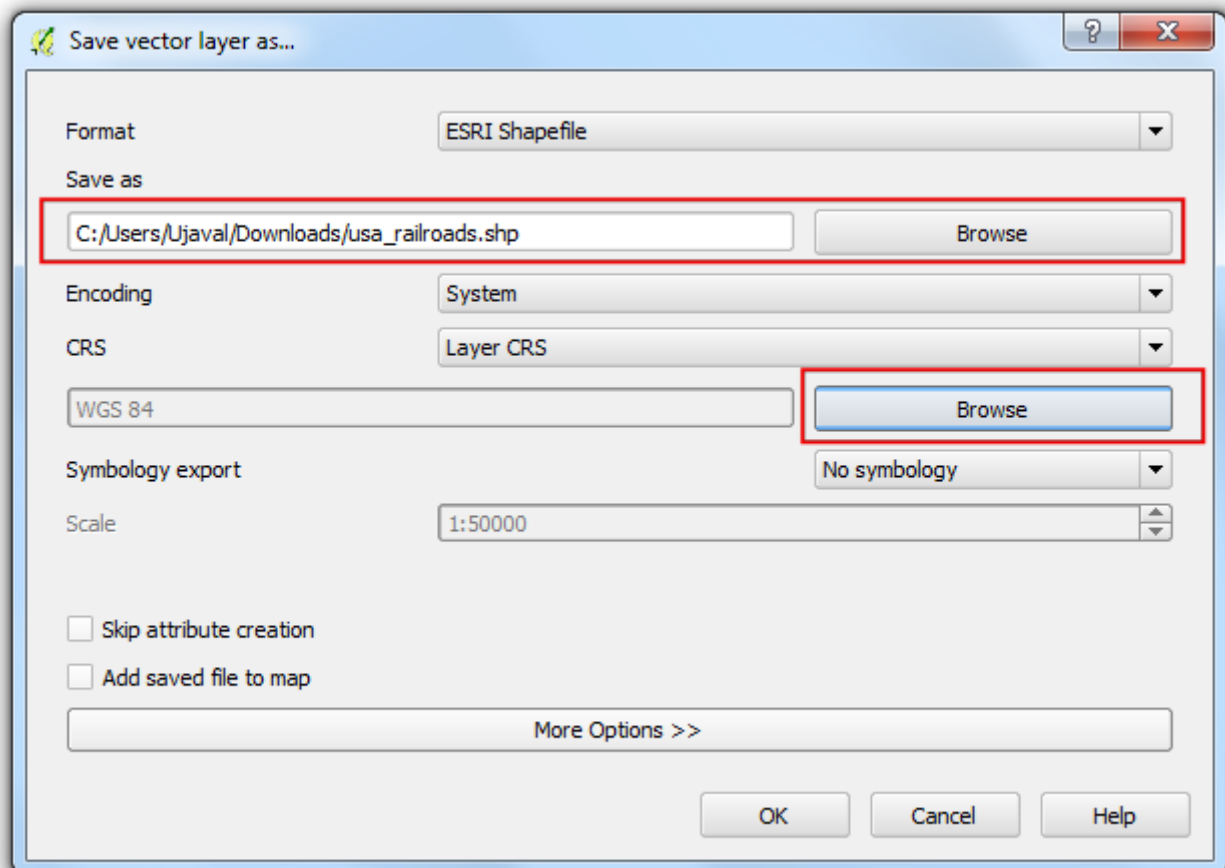 Save vector layer as...
Format ESRI Shapefile
Save as
C:/Users/Ujaval/Downloads/usa_railroads.shp Browse
Encoding System
CRS Layer CRS
WGS 84 Browse
Symbology export No symbology
Scale 1:50000
Skip attribute creation
Add saved file to map
More Options >>
OK Cancel Help